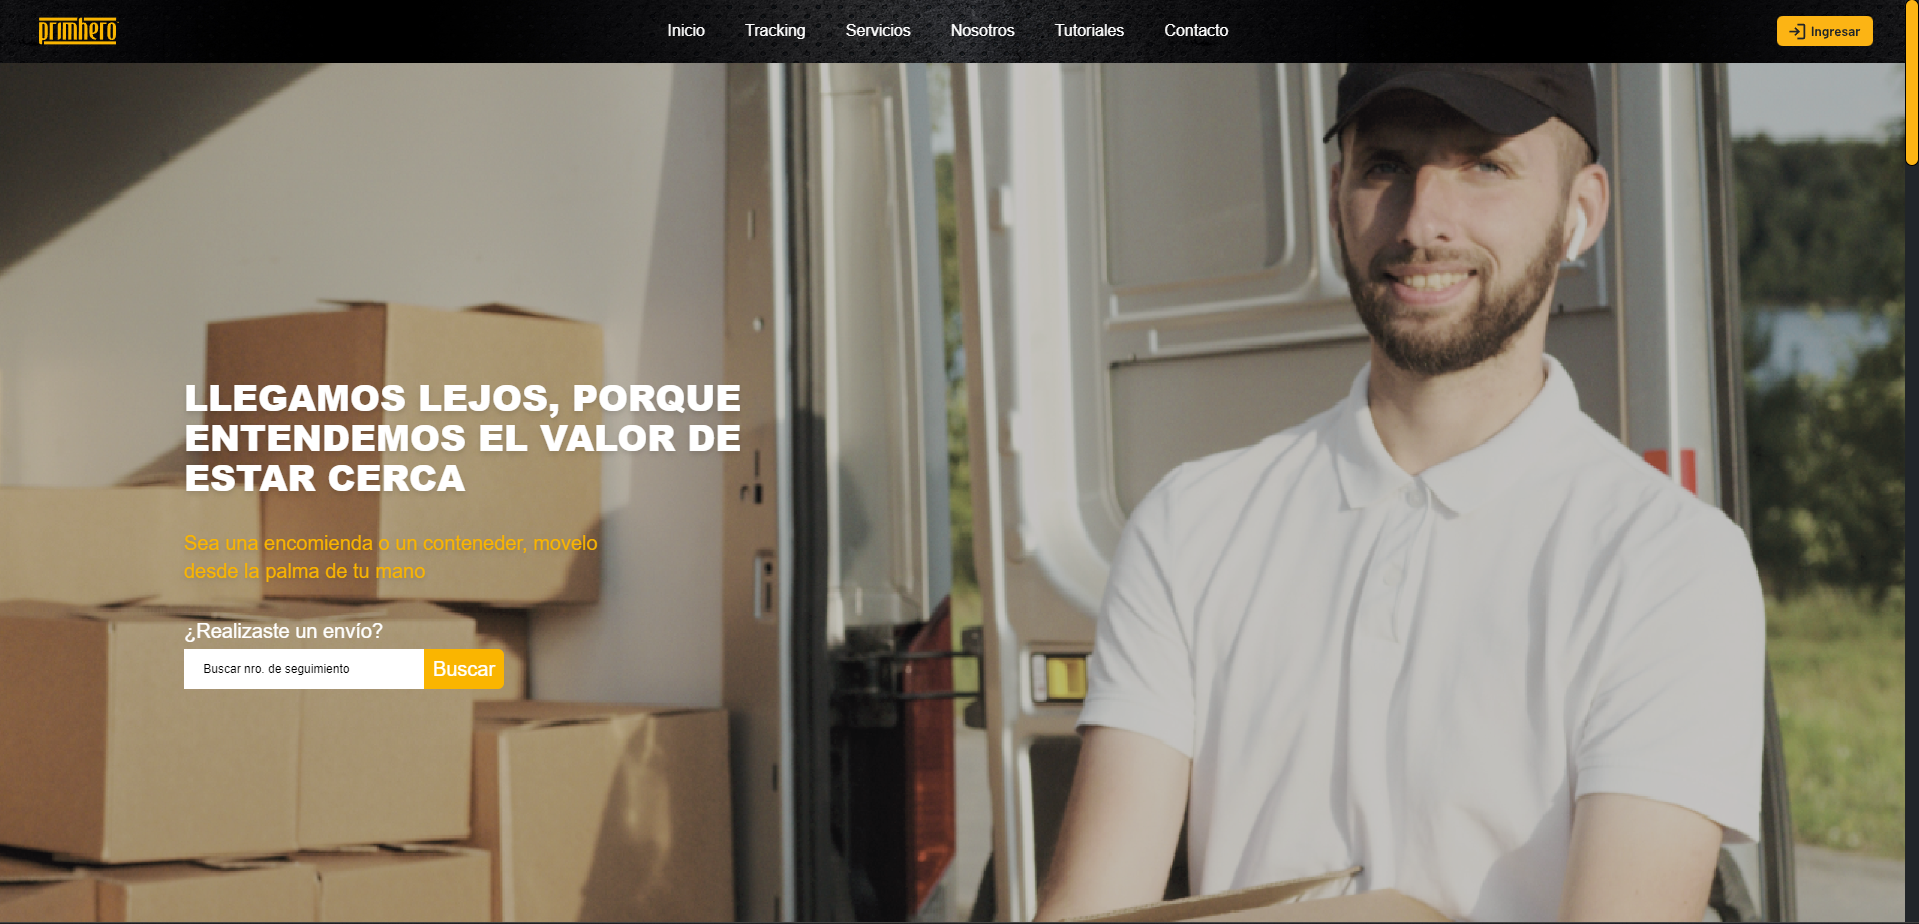 primhero
Inicio Tracking Servicios Nosotros Tutoriales Contacto
Ingresar
LLEGAMOS LEJOS, PORQUE
ENTENDEMOS EL VALOR DE
ESTAR CERCA
Sea una encomienda o un conteneder, movelo
desde la palma de tu mano
¿Realizaste un envío?
Buscar nro. de seguimiento
Buscar